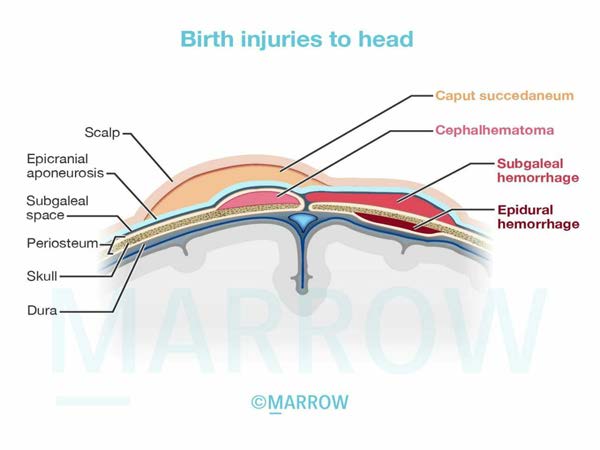 Birth injuries to head
Caput succedaneum
Scalp
Cephalhematoma
Epicranial
aponeurosis
Subgaleal
hemorrhage
Subgaleal
space
Epidural
hemorrhage
Periosteum
Skull
Dura
MARROW
©MARROW